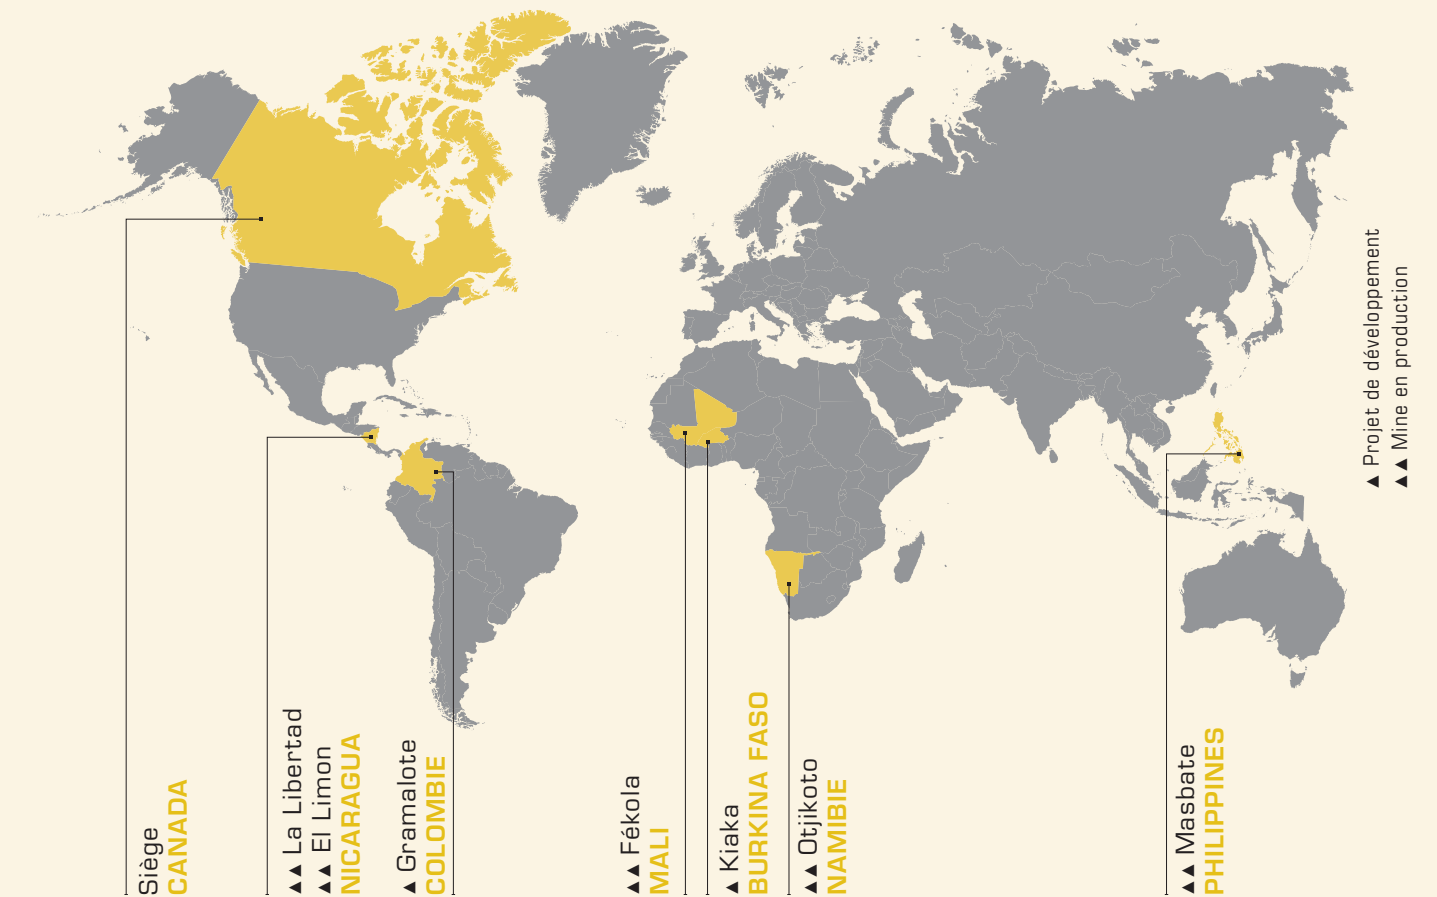 Siège
CANADA
▲▲ La Libertad
▲▲ El Limon
NICARAGUA
▲ Gramalote
COLOMBIE
▲▲ Fékola
MALI
▲ Kiaka
BURKINA FASO
▲▲ Otjikoto
NAMIBIE
▲▲ Masbate
PHILIPPINES
▲ Projet de développement
▲▲ Mine en production